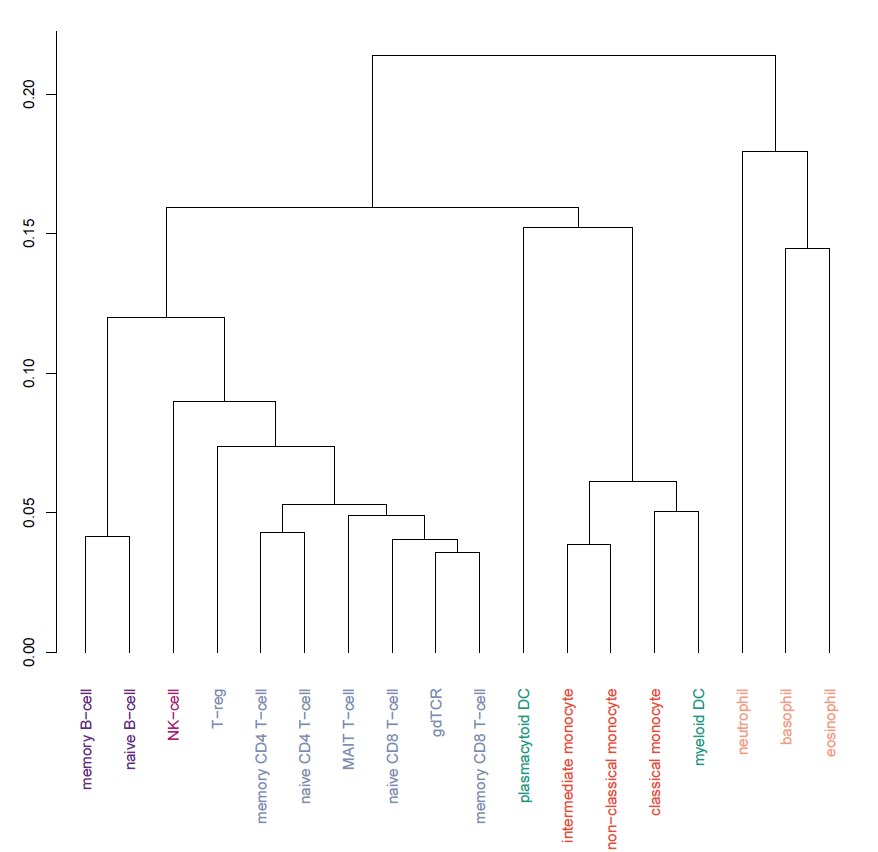 0.20
0.15
0.10
0.05
0.00
memory B−cell
naive B−cell
NK−cell
T−reg
memory CD4 T−cell
naive CD4 T−cell
MAIT T−cell
naive CD8 T−cell
gdTCR
memory CD8 T−cell
plasmacytoid DC
intermediate monocyte
non−classical monocyte
classical monocyte
myeloid DC
neutrophil
basophil
eosinophil